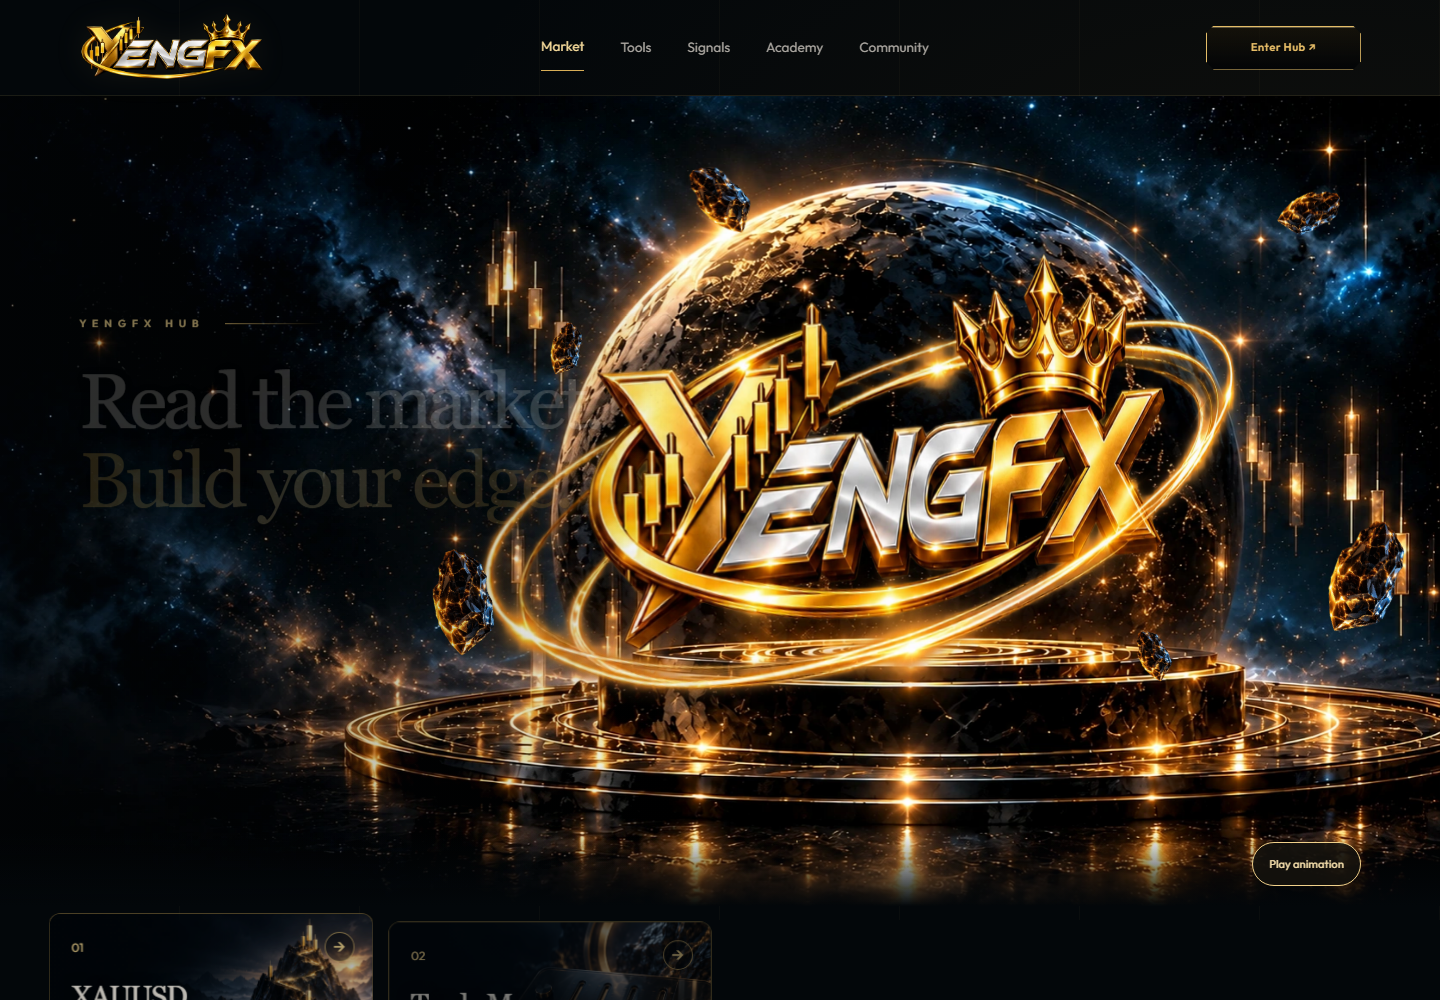 YENGFX
Market
Tools
Signals
Academy
Community
Enter Hub ↗
YENGFX HUB
Read the market.
Build your edge.
YENGFX
Play animation
01
02
XAUUSD